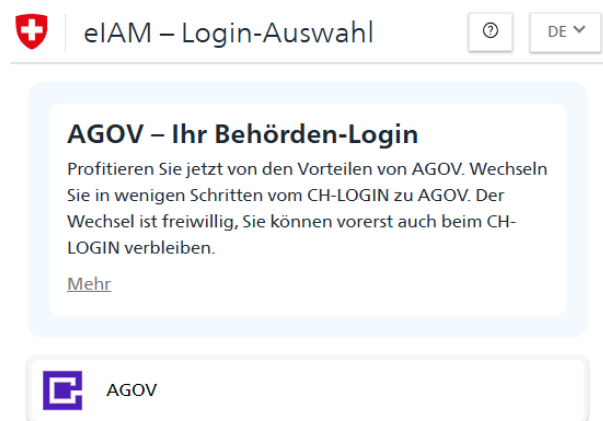 eIAM – Login-Auswahl
DE
AGOV – Ihr Behörden-Login
Profitieren Sie jetzt von den Vorteilen von AGOV. Wechseln
Sie in wenigen Schritten vom CH-LOGIN zu AGOV. Der
Wechsel ist freiwillig, Sie können vorerst auch beim CH-
LOGIN verbleiben.
Mehr
AGOV